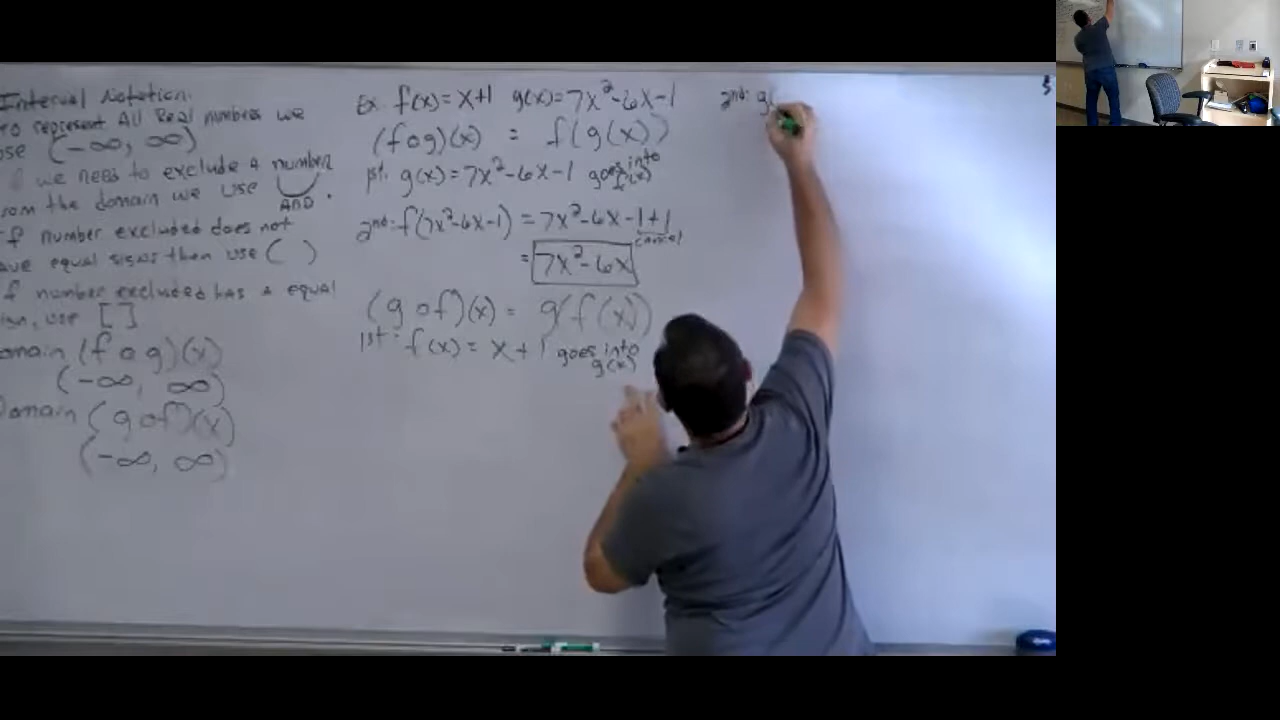 Interval Notation:
to represent All Real numbers we
use (-∞, ∞)
if we need to exclude a number
from the domain we use ∪
AND.
If number excluded does not
have equal signs then use ( )
If number excluded has a equal
sign, use [ ]
Domain (f o g)(x)
(-∞, ∞)
Domain (g o f)(x)
(-∞, ∞)
Ex: f(x) = x+1 g(x) = 7x²-6x-1
(f o g)(x) = f(g(x))
1st: g(x) = 7x²-6x-1 goes into
f(x)
2nd: f(7x²-6x-1) = 7x²-6x-1+1
cancel
= 7x²-6x
(g o f)(x) = g(f(x))
1st: f(x) = x+1 goes into
g(x)
2nd: g(